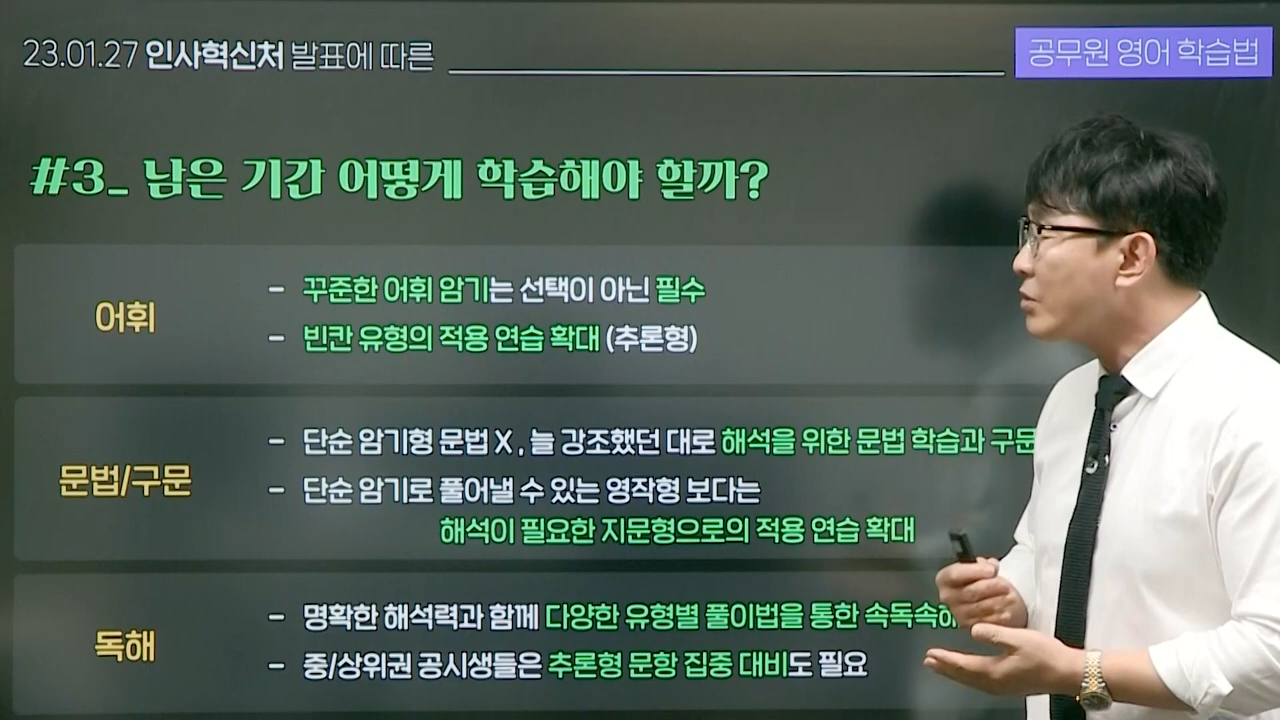 23.01.27 인사혁신처 발표에 따른
공무원 영어 학습법
#3_ 남은 기간 어떻게 학습해야 할까?
어휘
- 꾸준한 어휘 암기는 선택이 아닌 필수
- 빈칸 유형의 적용 연습 확대 (추론형)
문법/구문
- 단순 암기형 문법 X , 늘 강조했던 대로 해석을 위한 문법 학습과 구문
- 단순 암기로 풀어낼 수 있는 영작형 보다는
해석이 필요한 지문형으로의 적용 연습 확대
독해
- 명확한 해석력과 함께 다양한 유형별 풀이법을 통한 속독속해
- 중/상위권 공시생들은 추론형 문항 집중 대비도 필요